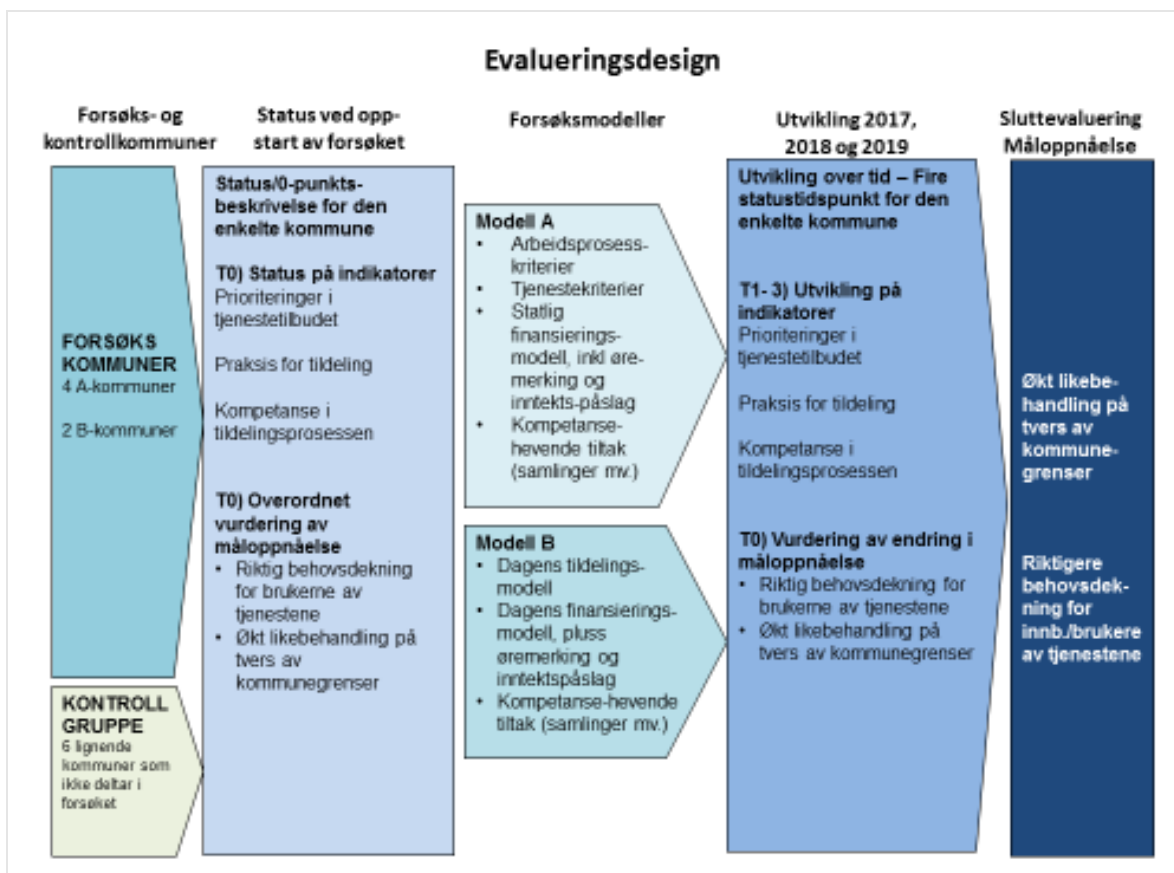 Evalueringsdesign
Forsøks- og
kontrollkommuner
Status ved opp-
start av forsøket
Forsøksmodeller
Utvikling 2017,
2018 og 2019
Sluttevaluering
Måloppnåelse
FORSØKS
KOMMUNER
4 A-kommuner
2 B-kommuner
KONTROLL
GRUPPE
6 lignende
kommuner som
ikke deltar i
forsøket
Status/0-punkts-
beskrivelse for den
enkelte kommune
T0) Status på indikatorer
Prioriteringer i
tjenestetilbudet
Praksis for tildeling
Kompetanse i
tildelingsprosessen
T0) Overordnet
vurdering av
måloppnåelse
• Riktig behovsdekning
for brukerne av
tjenestene
• Økt likebehandling på
tvers av
kommunegrenser
Modell A
• Arbeidsprosess-
kriterier
• Tjenestekriterier
• Statlig
finansierings-
modell, inkl øre-
merking og
inntekts-påslag
• Kompetanse-
hevende tiltak
(samlinger mv.)
Modell B
• Dagens tildelings-
modell
• Dagens finansierings-
modell, pluss
øremerking og
inntektspåslag
• Kompetanse-hevende
tiltak (samlinger mv.)
Utvikling over tid – Fire
statustidspunkt for den
enkelte kommune
T1- 3) Utvikling på
indikatorer
Prioriteringer i
tjenestetilbudet
Praksis for tildeling
Kompetanse i
tildelingsprosessen
T0) Vurdering av endring i
måloppnåelse
• Riktig behovsdekning for
brukerne av tjenestene
• Økt likebehandling på
tvers av kommunegrenser
Økt likebe-
handling på
tvers av
kommune-
grenser
Riktigere
behovsdek-
ning for
innb./brukere
av tjenestene